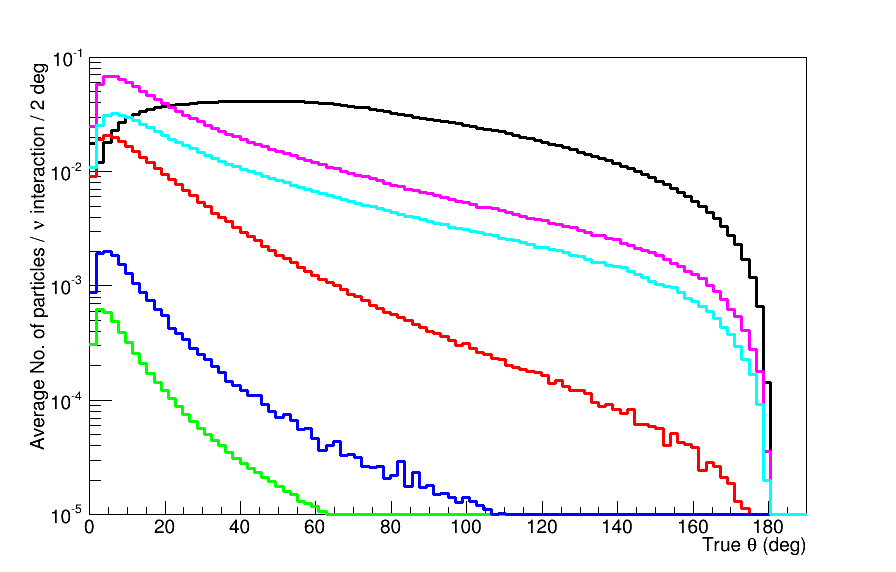 Average No. of particles / ν interaction / 2 deg
10⁻¹
10⁻²
10⁻³
10⁻⁴
10⁻⁵
0 20 40 60 80 100 120 140 160 180
True θ (deg)